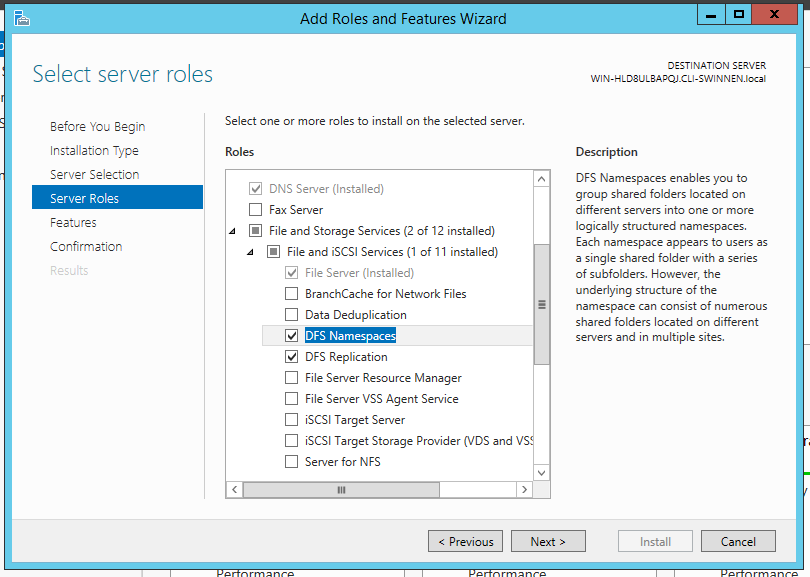 Add Roles and Features Wizard
Select server roles
DESTINATION SERVER
WIN-HLD8ULBAPQJ.CLI-SWINNEN.local
Before You Begin
Installation Type
Server Selection
Server Roles
Features
Confirmation
Results
Select one or more roles to install on the selected server.
Roles
DNS Server (Installed)
Fax Server
File and Storage Services (2 of 12 installed)
File and iSCSI Services (1 of 11 installed)
File Server (Installed)
BranchCache for Network Files
Data Deduplication
DFS Namespaces
DFS Replication
File Server Resource Manager
File Server VSS Agent Service
iSCSI Target Server
iSCSI Target Storage Provider (VDS and VSS
Server for NFS
Description
DFS Namespaces enables you to
group shared folders located on
different servers into one or more
logically structured namespaces.
Each namespace appears to users as
a single shared folder with a series
of subfolders. However, the
underlying structure of the
namespace can consist of numerous
shared folders located on different
servers and in multiple sites.
< Previous
Next >
Install
Cancel
Performance
Performance
Performance